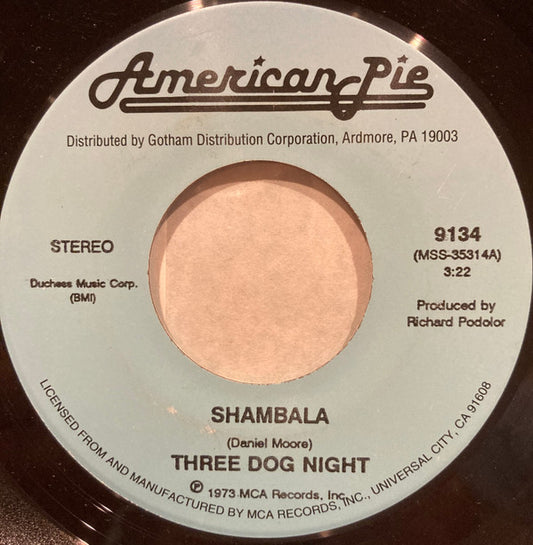 American Pie
Distributed by Gotham Distribution Corporation, Ardmore, PA 19003
STEREO
Duchess Music Corp.
(BMI)
9134
(MSS-35314A)
3:22
Produced by
Richard Podolor
SHAMBALA
(Daniel Moore)
THREE DOG NIGHT
℗ 1973 MCA Records, Inc.
LICENSED FROM AND MANUFACTURED BY MCA RECORDS, INC., UNIVERSAL CITY, CA 91608